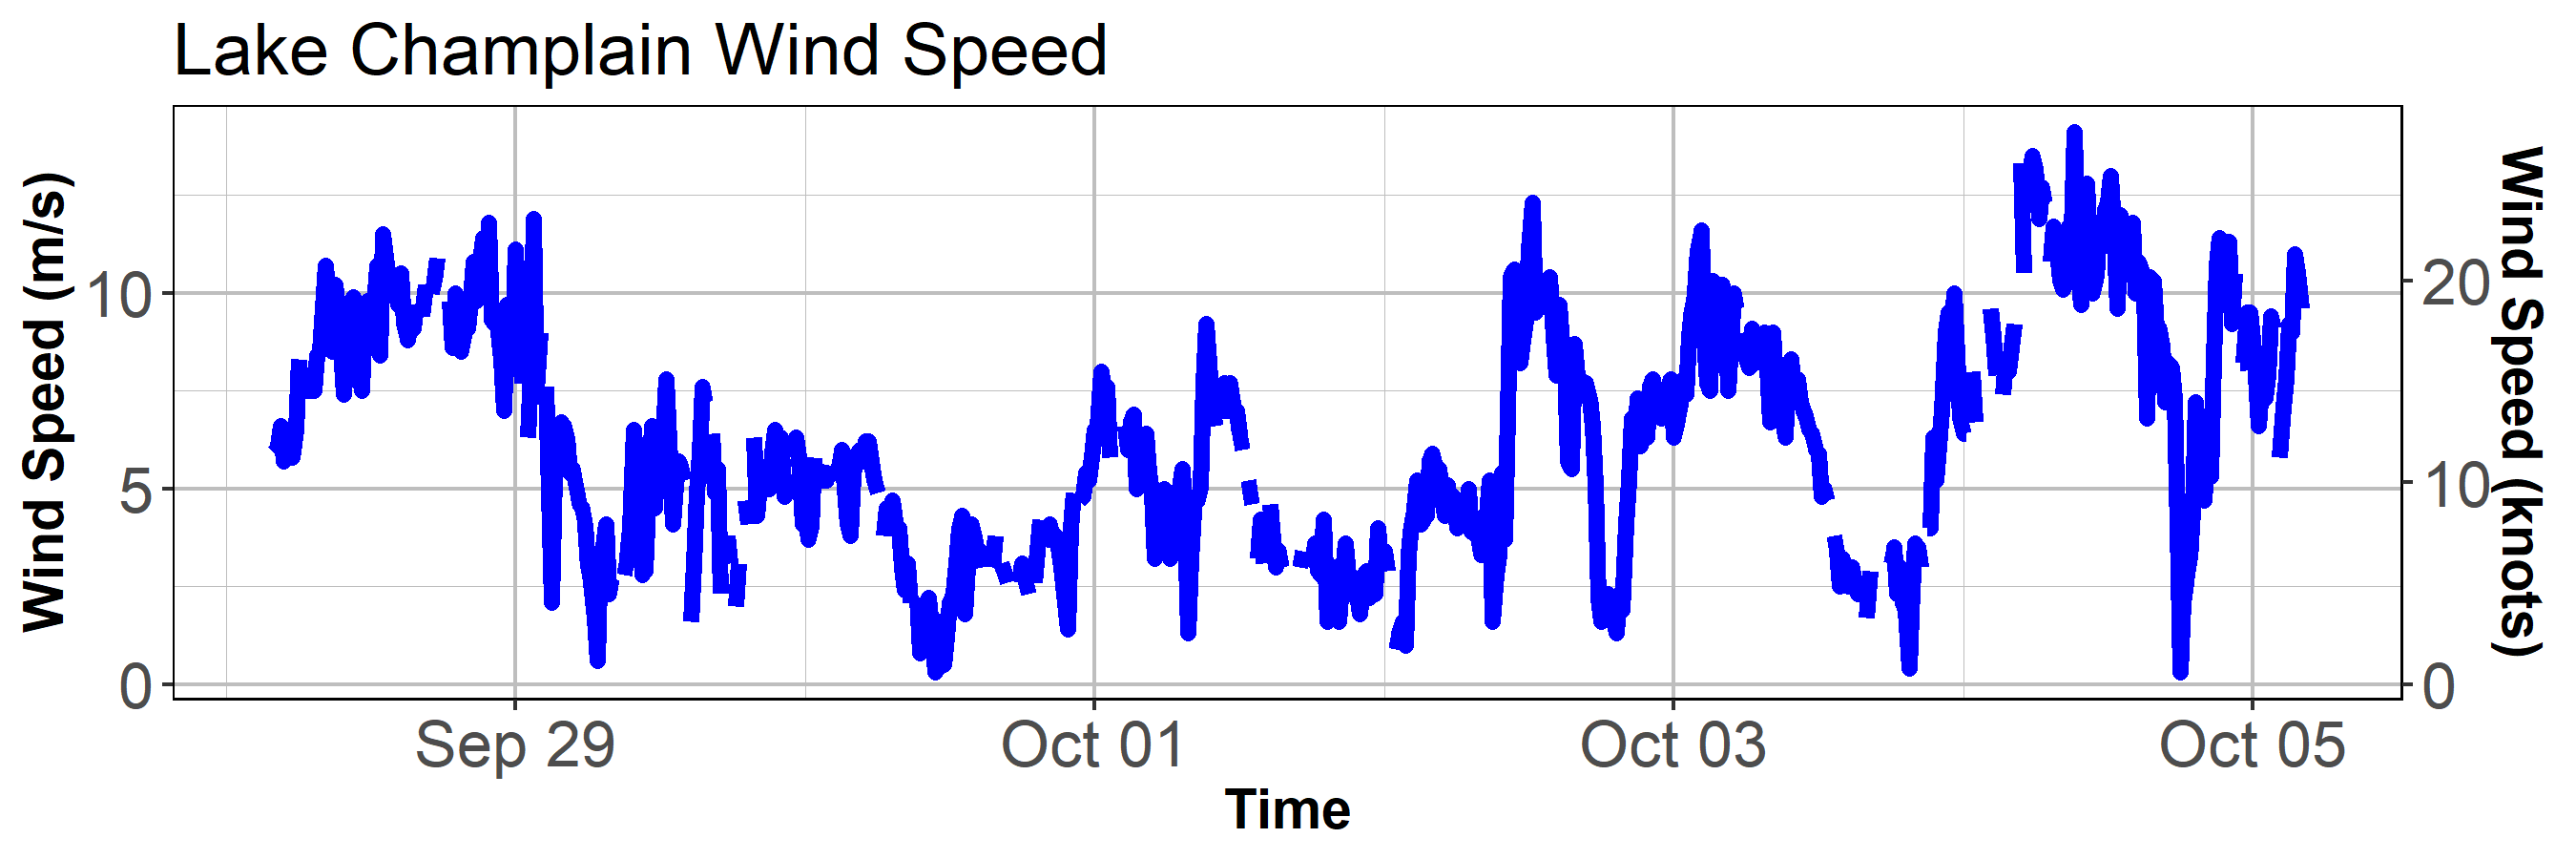 Lake Champlain Wind Speed
Wind Speed (m/s)
10
5
0
20
10
0
Wind Speed (knots)
Sep 29
Oct 01
Oct 03
Oct 05
Time